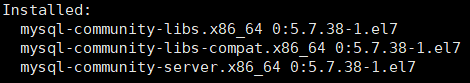 Installed:
  mysql-community-libs.x86_64 0:5.7.38-1.el7
  mysql-community-libs-compat.x86_64 0:5.7.38-1.el7
  mysql-community-server.x86_64 0:5.7.38-1.el7